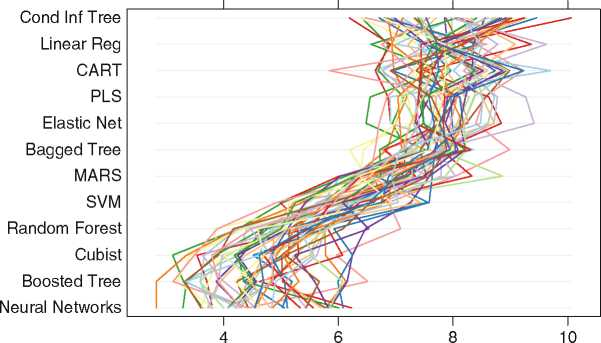 Cond Inf Tree
Linear Reg
CART
PLS
Elastic Net
Bagged Tree
MARS
SVM
Random Forest
Cubist
Boosted Tree
Neural Networks
4 6 8 10